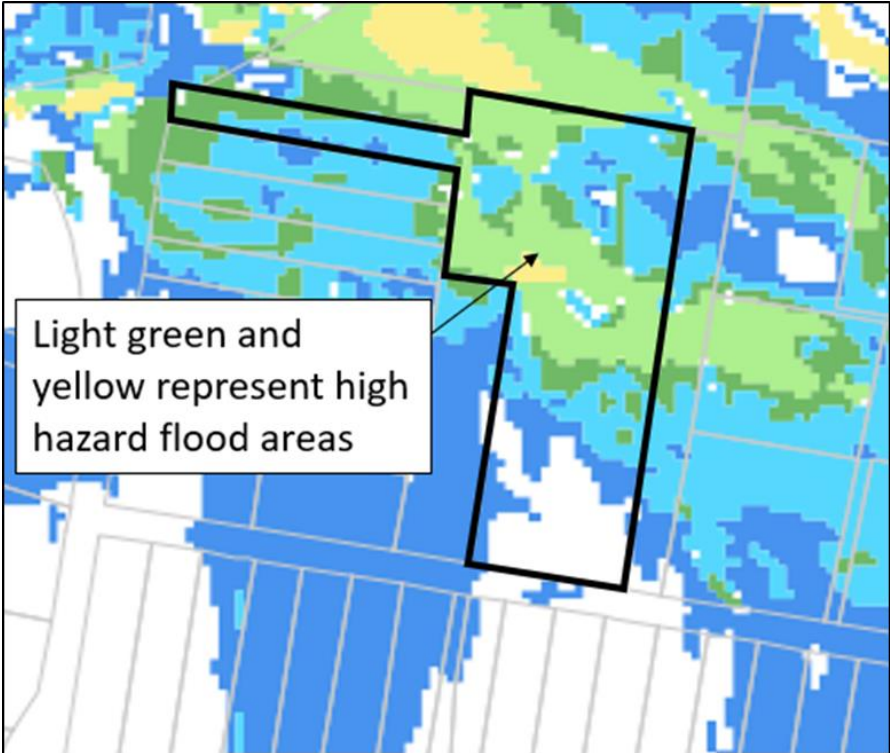 Light green and
yellow represent high
hazard flood areas